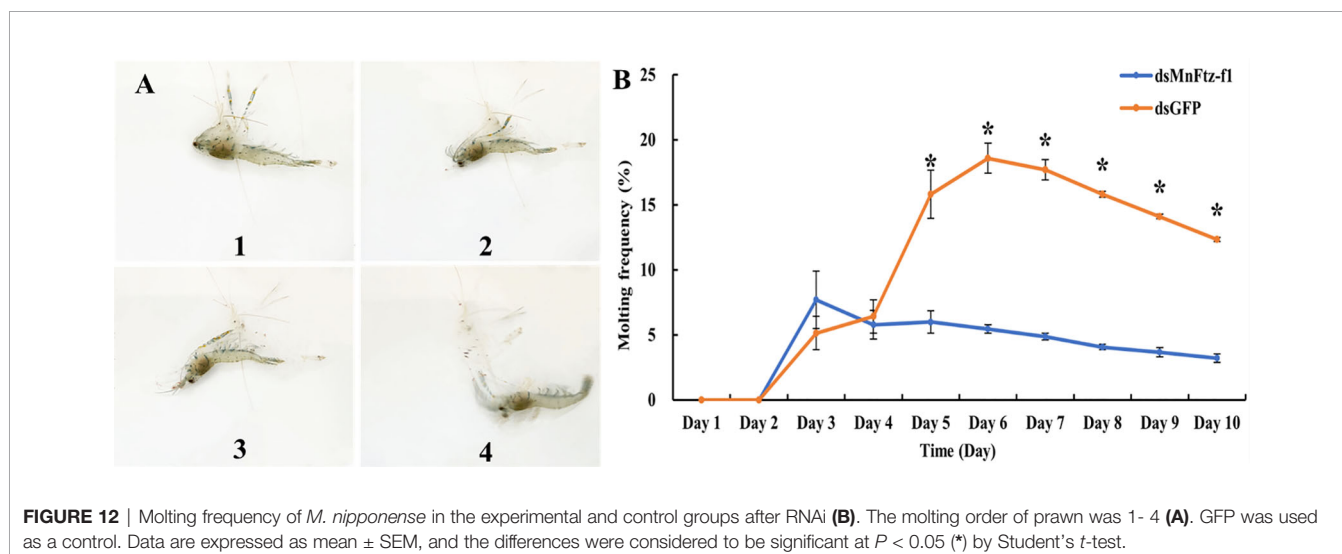 A
1
2
3
4
B
dsMnFtz-f1
dsGFP
Molting frequency (%)
25
20
15
10
5
0
* * * * * *
Day 1 Day 2 Day 3 Day 4 Day 5 Day 6 Day 7 Day 8 Day 9 Day 10
Time (Day)
FIGURE 12 | Molting frequency of M. nipponense in the experimental and control groups after RNAi (B). The molting order of prawn was 1- 4 (A). GFP was used
as a control. Data are expressed as mean ± SEM, and the differences were considered to be significant at P < 0.05 (*) by Student's t-test.